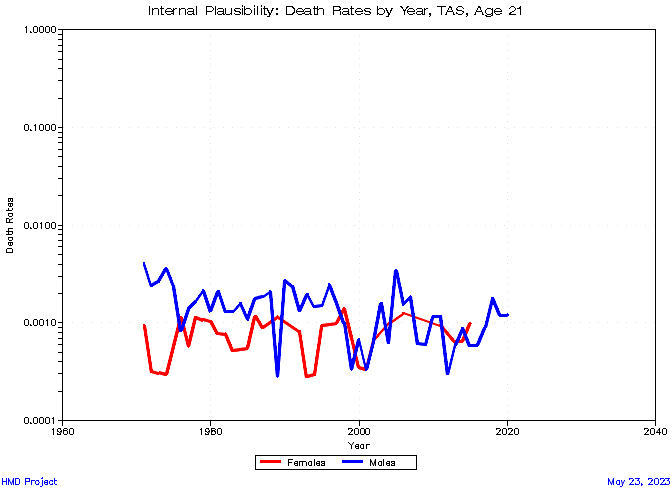 Internal Plausibility: Death Rates by Year, TAS, Age 21
1.0000
0.1000
0.0100
0.0010
0.0001
Death Rates
1960
1980
2000
2020
2040
Year
Females
Males
HMD Project
May 23, 2023